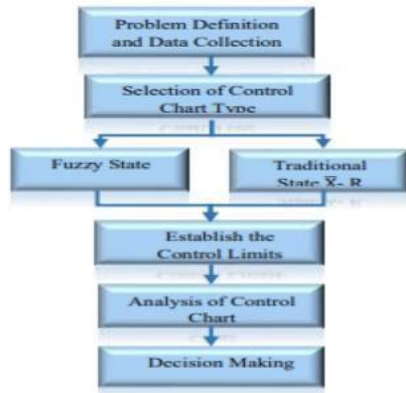 Problem Definition
and Data Collection
Selection of Control
Chart Type
Fuzzy State
Traditional
State X̅- R
Establish the
Control Limits
Analysis of Control
Chart
Decision Making